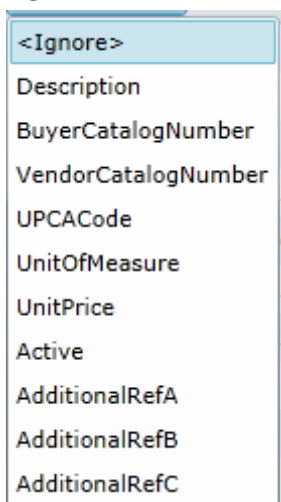 <Ignore>
Description
BuyerCatalogNumber
VendorCatalogNumber
UPCACode
UnitOfMeasure
UnitPrice
Active
AdditionalRefA
AdditionalRefB
AdditionalRefC